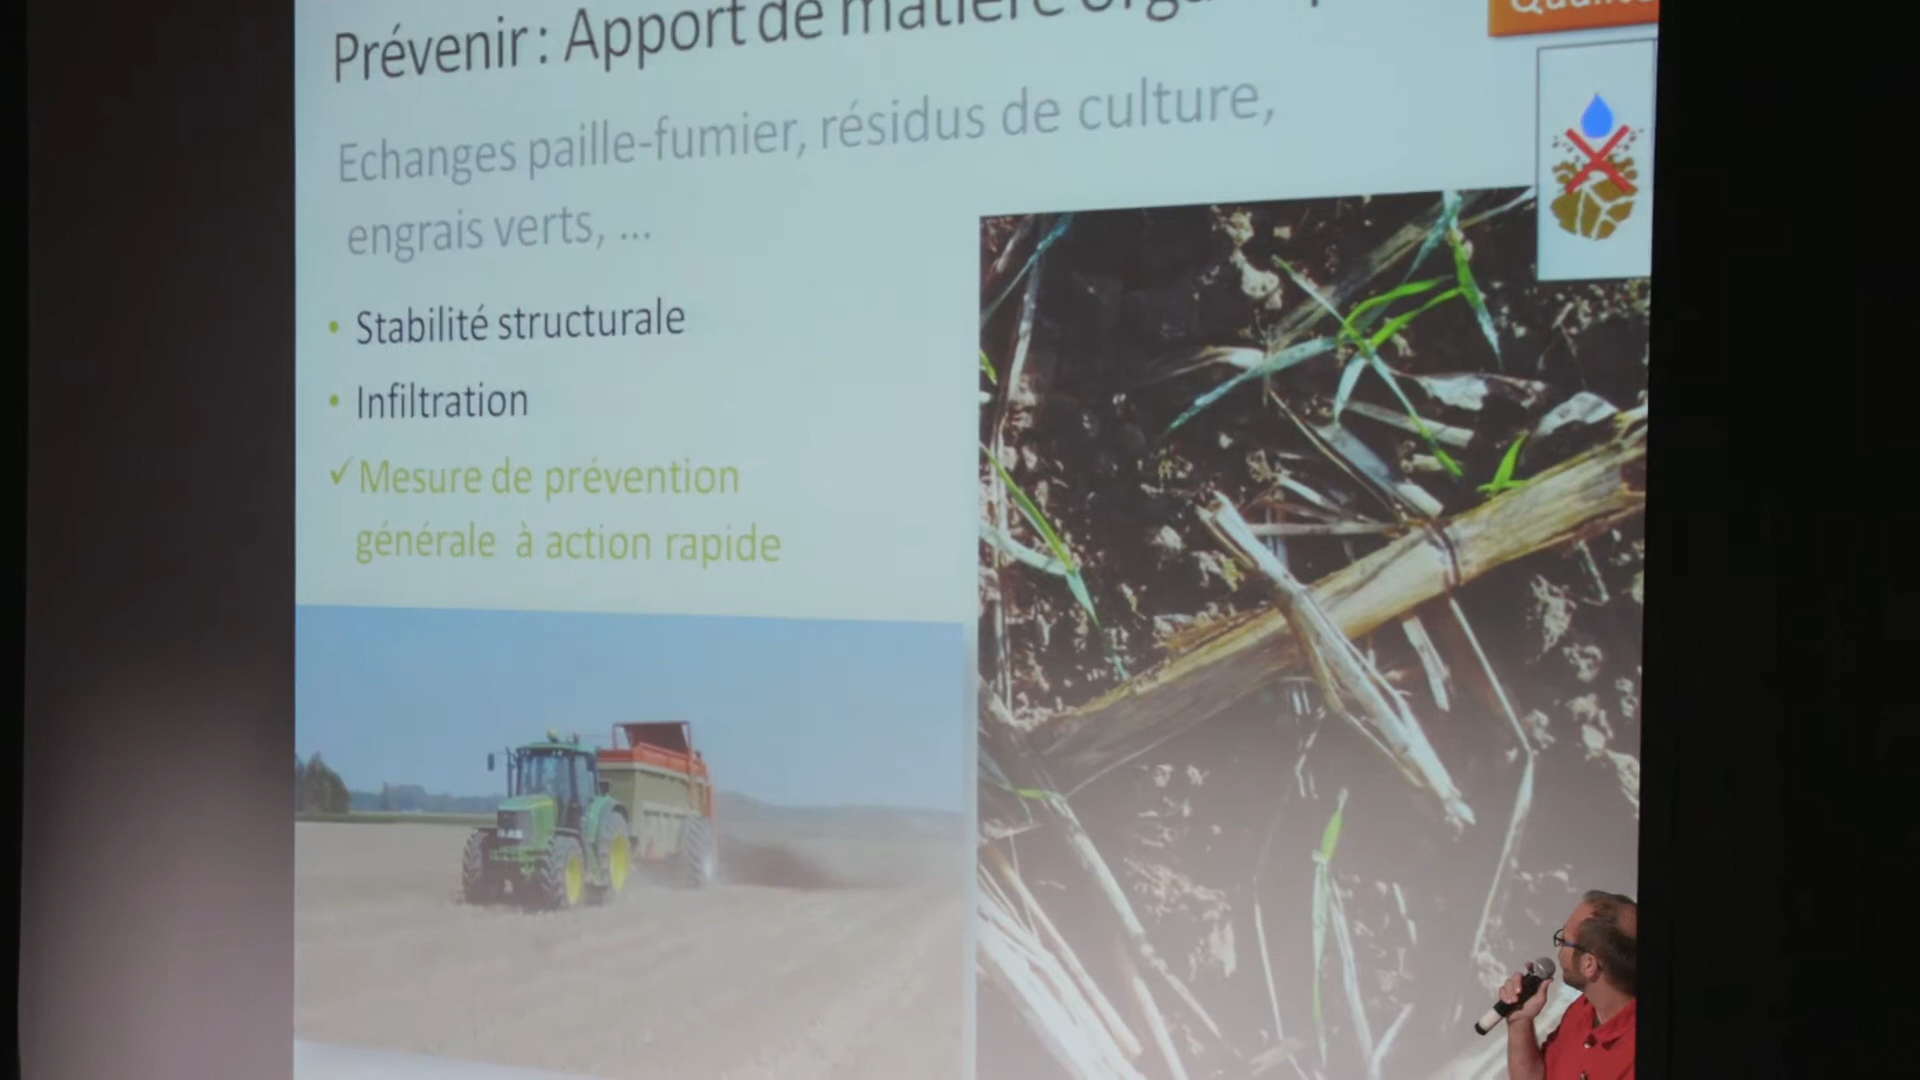 Prévenir : Apport de matière
Echanges paille-fumier, résidus de culture,
engrais verts, ...
• Stabilité structurale
• Infiltration
✓ Mesure de prévention
générale à action rapide